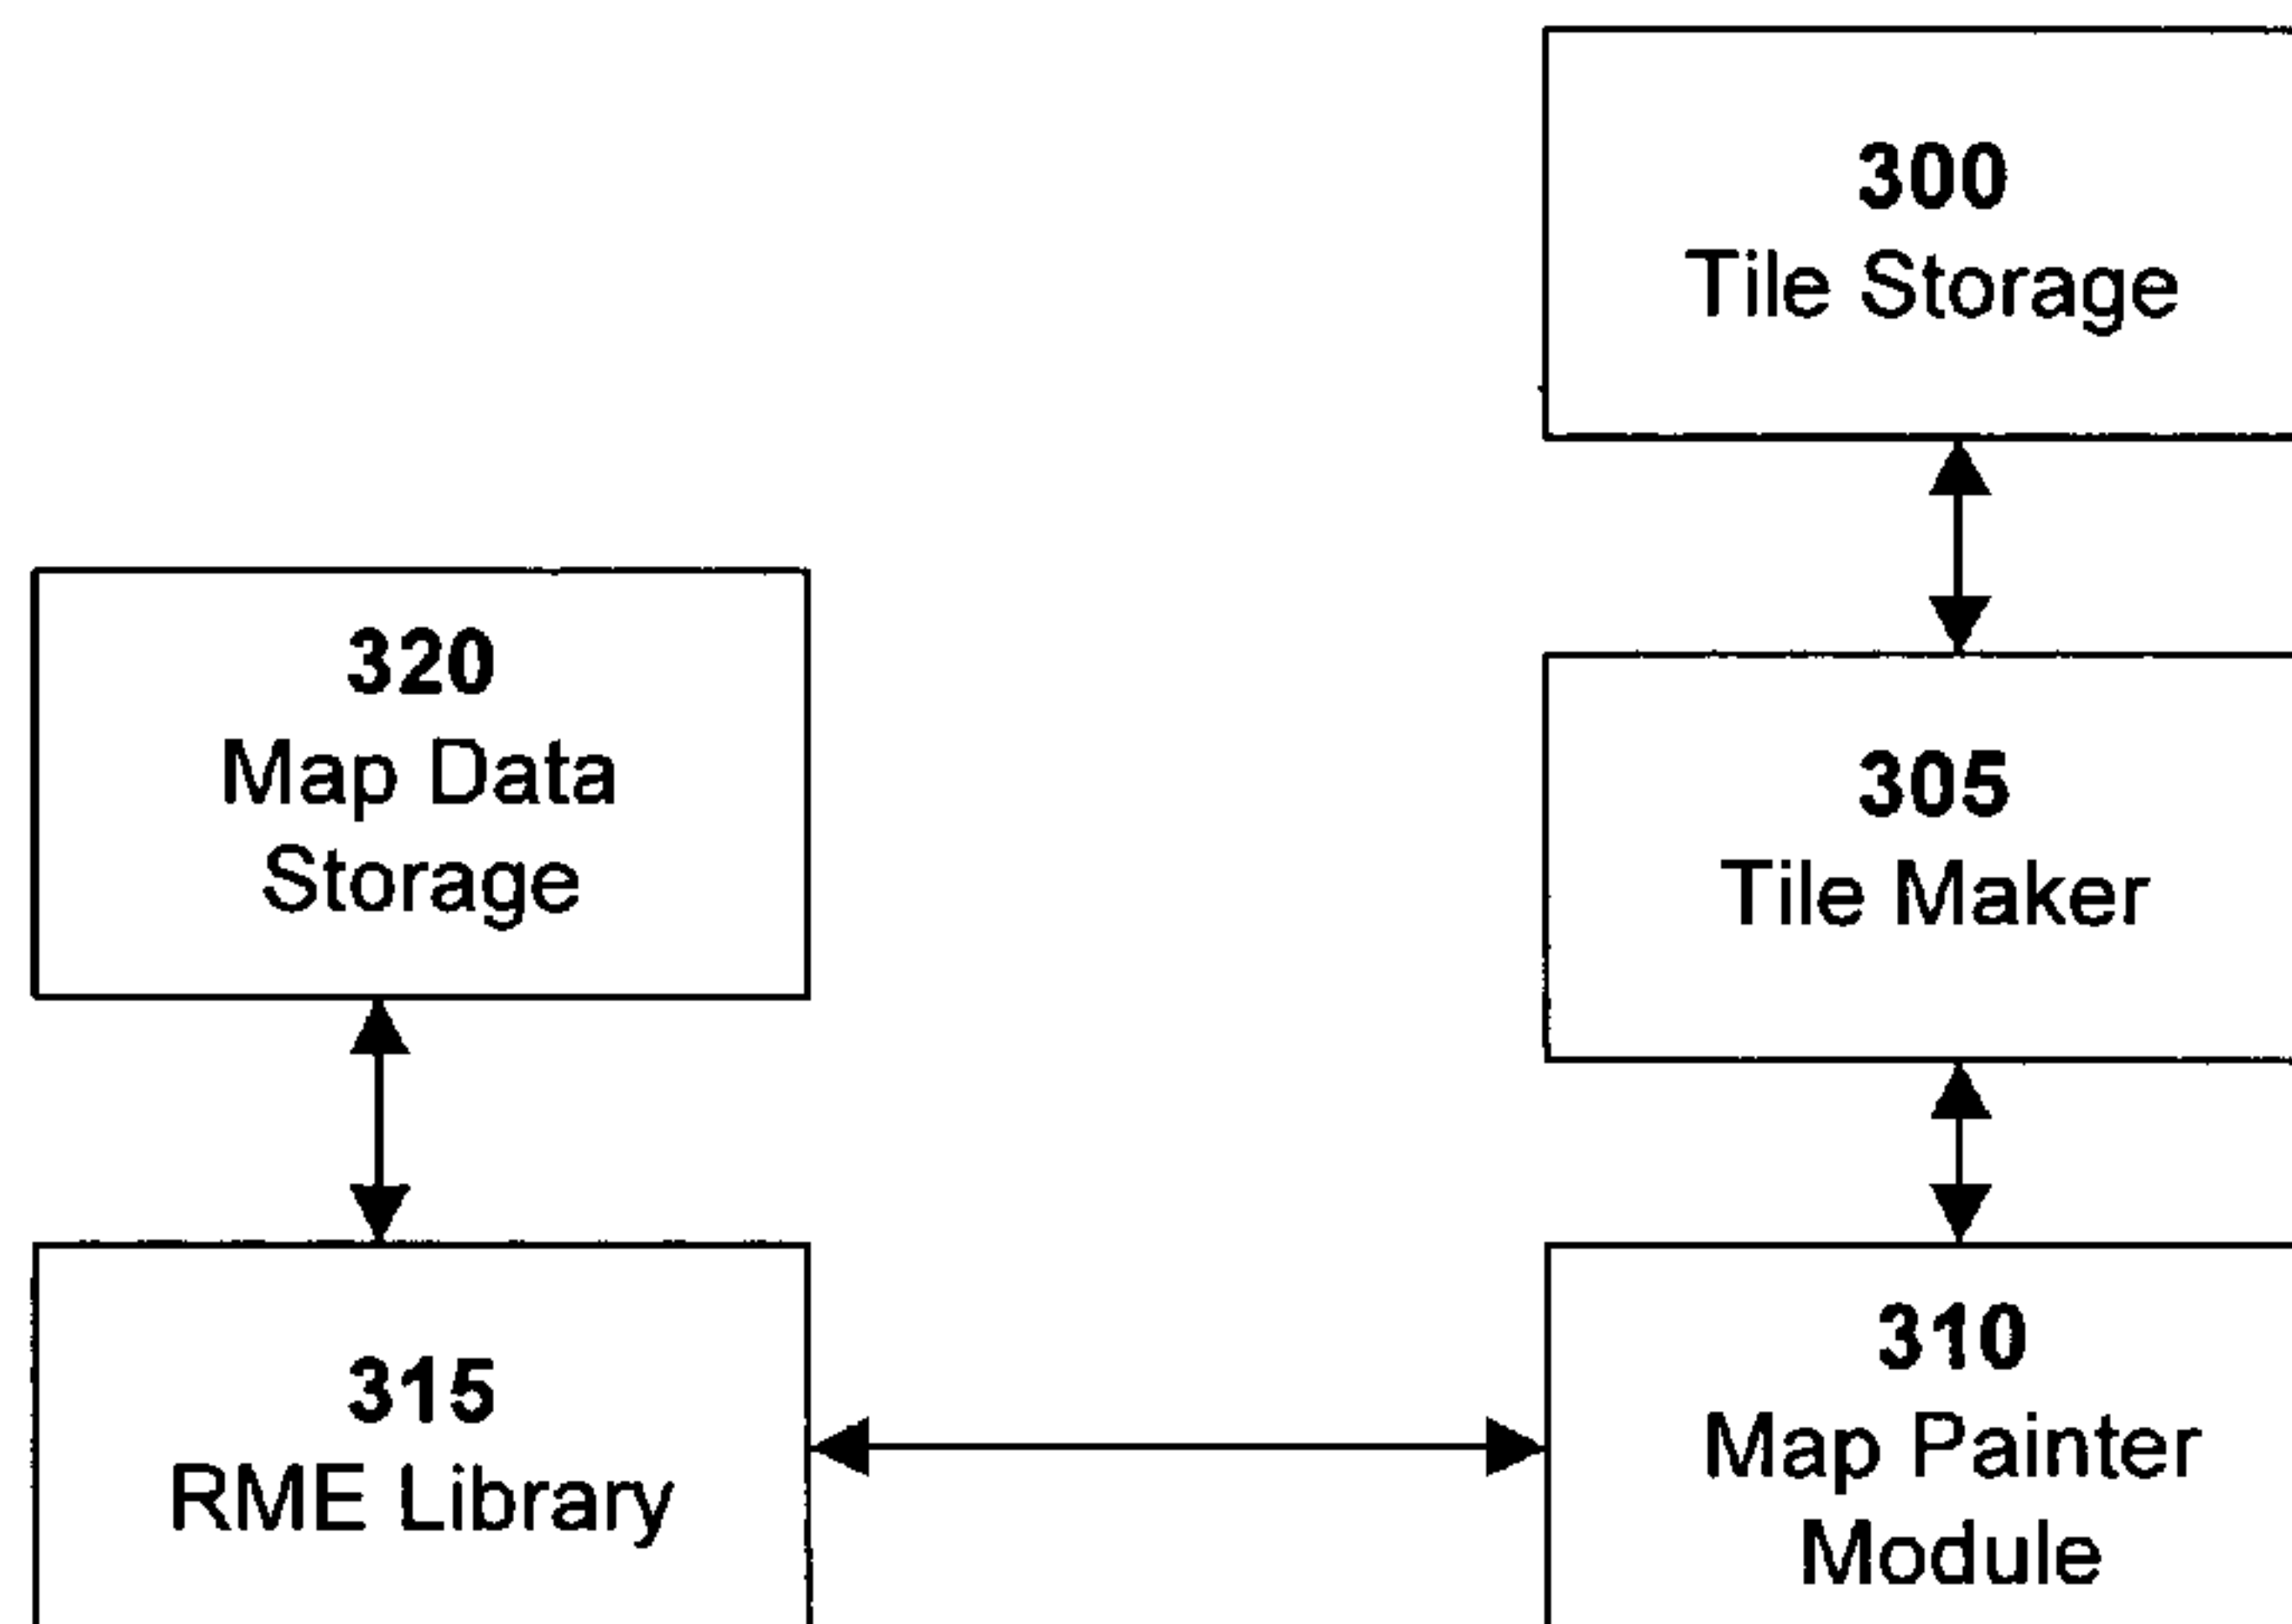 300
Tile Storage
320
Map Data
Storage
305
Tile Maker
315
RME Library
310
Map Painter
Module